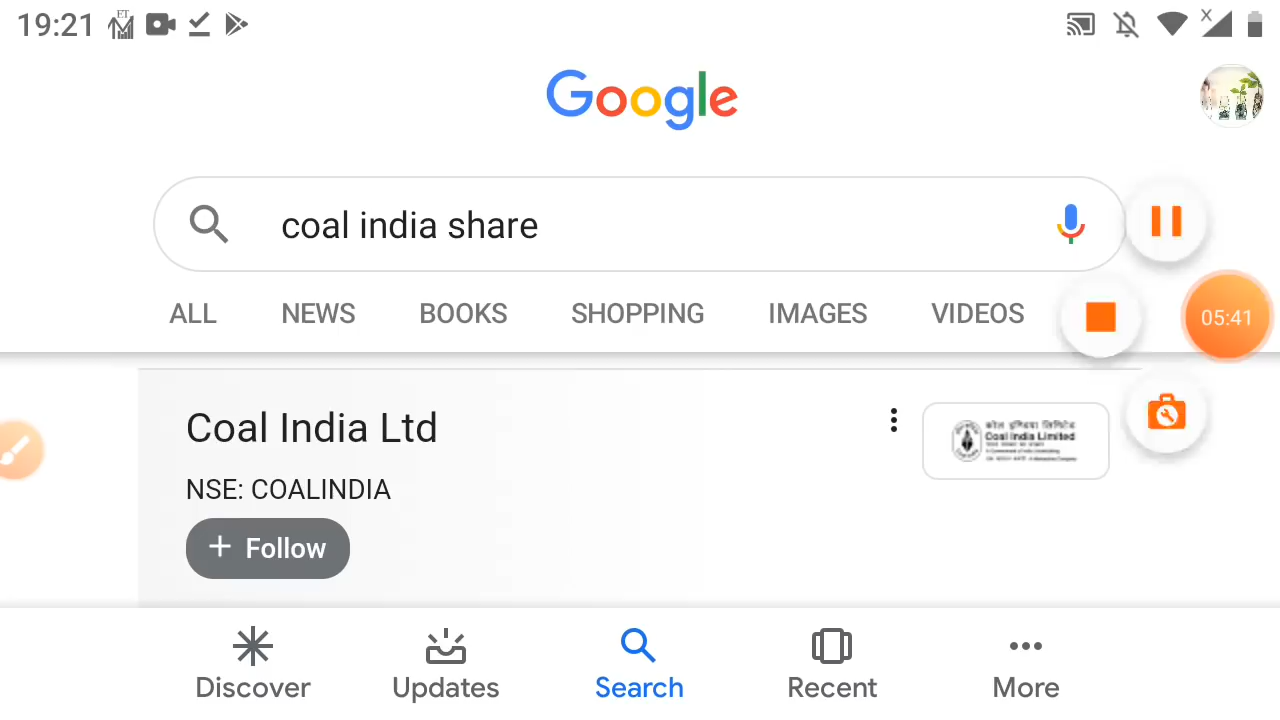 19:21
Google
coal india share
ALL NEWS BOOKS SHOPPING IMAGES VIDEOS
05:41
Coal India Ltd
कोल इण्डिया लिमिटेड
Coal India Limited
NSE: COALINDIA
+ Follow
Discover Updates Search Recent More